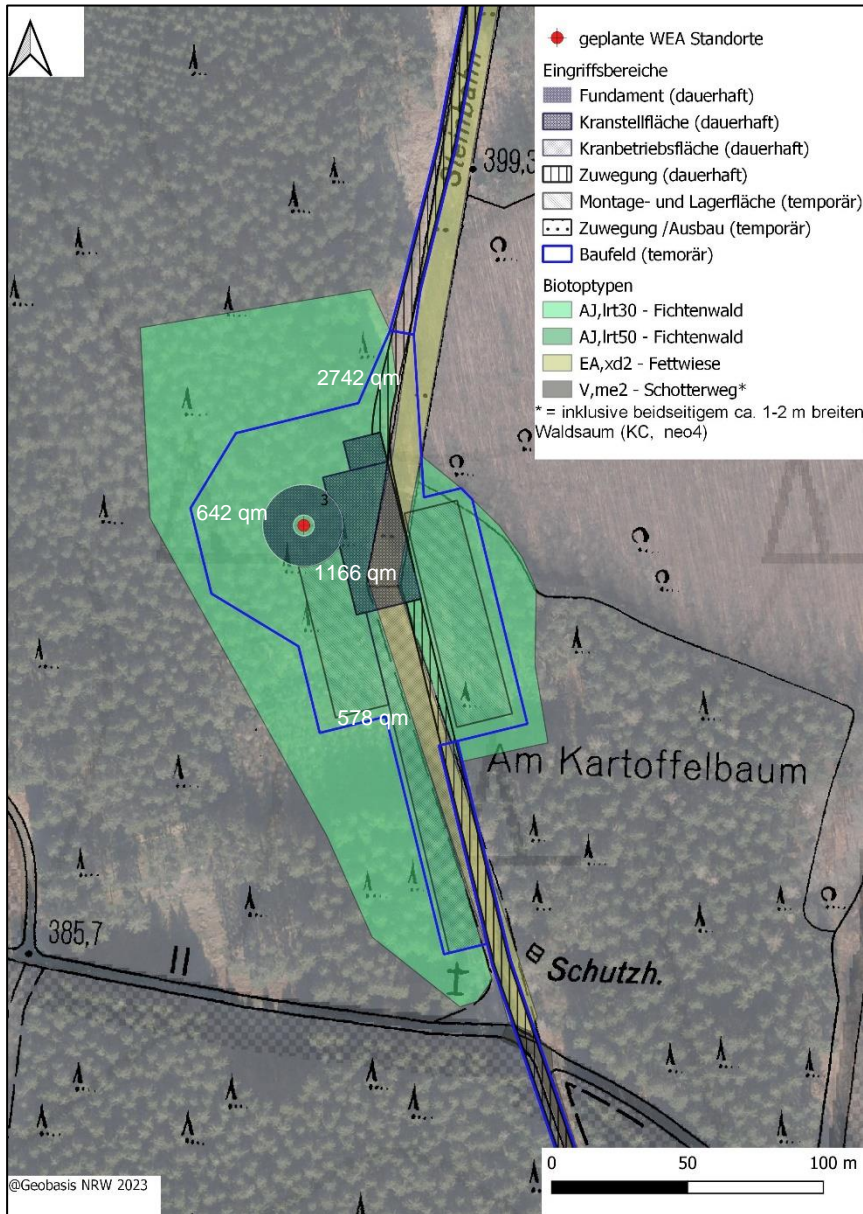 geplante WEA Standorte
Eingriffsbereiche
Fundament (dauerhaft)
Kranstellfläche (dauerhaft)
Kranbetriebsfläche (dauerhaft)
Zuwegung (dauerhaft)
Montage- und Lagerfläche (temporär)
Zuwegung /Ausbau (temporär)
Baufeld (temorär)
Biotoptypen
AJ,lrt30 - Fichtenwald
AJ,lrt50 - Fichtenwald
EA,xd2 - Fettwiese
V,me2 - Schotterweg*
* = inklusive beidseitigem ca. 1-2 m breiten
Waldsaum (KC, neo4)
Steinbahn
399,3
2742 qm
3
642 qm
1166 qm
578 qm
Am Kartoffelbaum
385,7
II
Schutzh.
0 50 100 m
@Geobasis NRW 2023